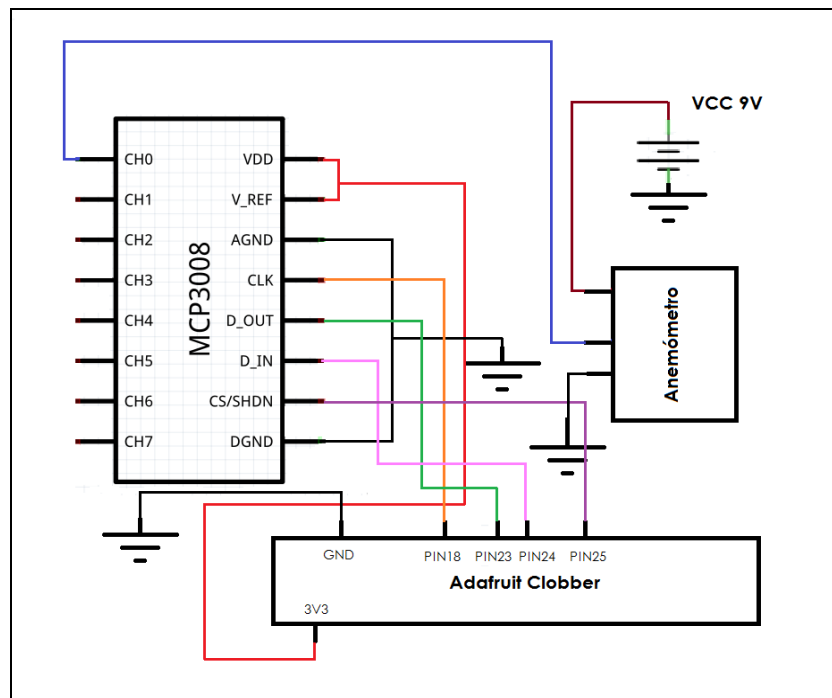 VCC 9V
CH0
CH1
CH2
CH3
CH4
CH5
CH6
CH7
MCP3008
VDD
V_REF
AGND
CLK
D_OUT
D_IN
CS/SHDN
DGND
Anemómetro
GND
PIN18
PIN23
PIN24
PIN25
Adafruit Clobber
3V3